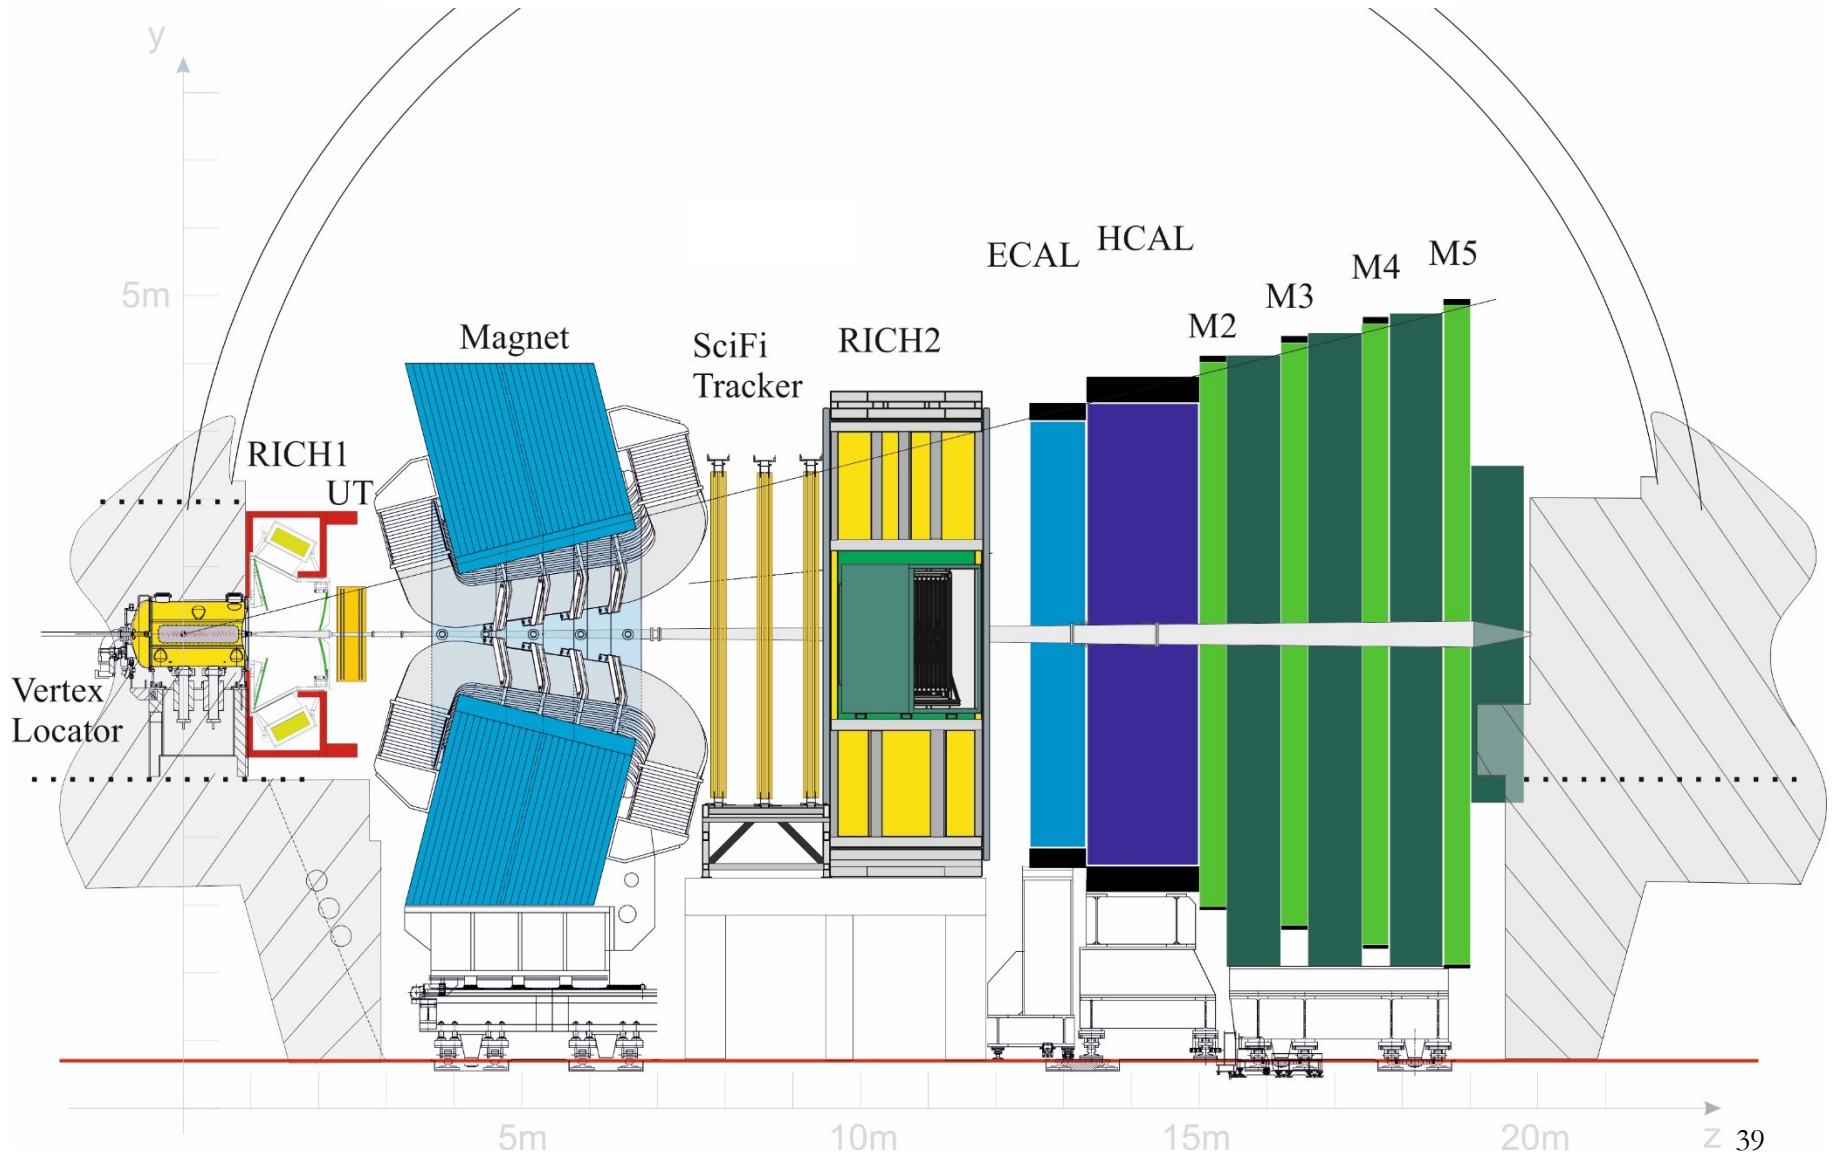 y
5m
ECAL
HCAL
M2
M3
M4
M5
Magnet
SciFi
Tracker
RICH2
RICH1
UT
Vertex
Locator
5m
10m
15m
20m
z
39